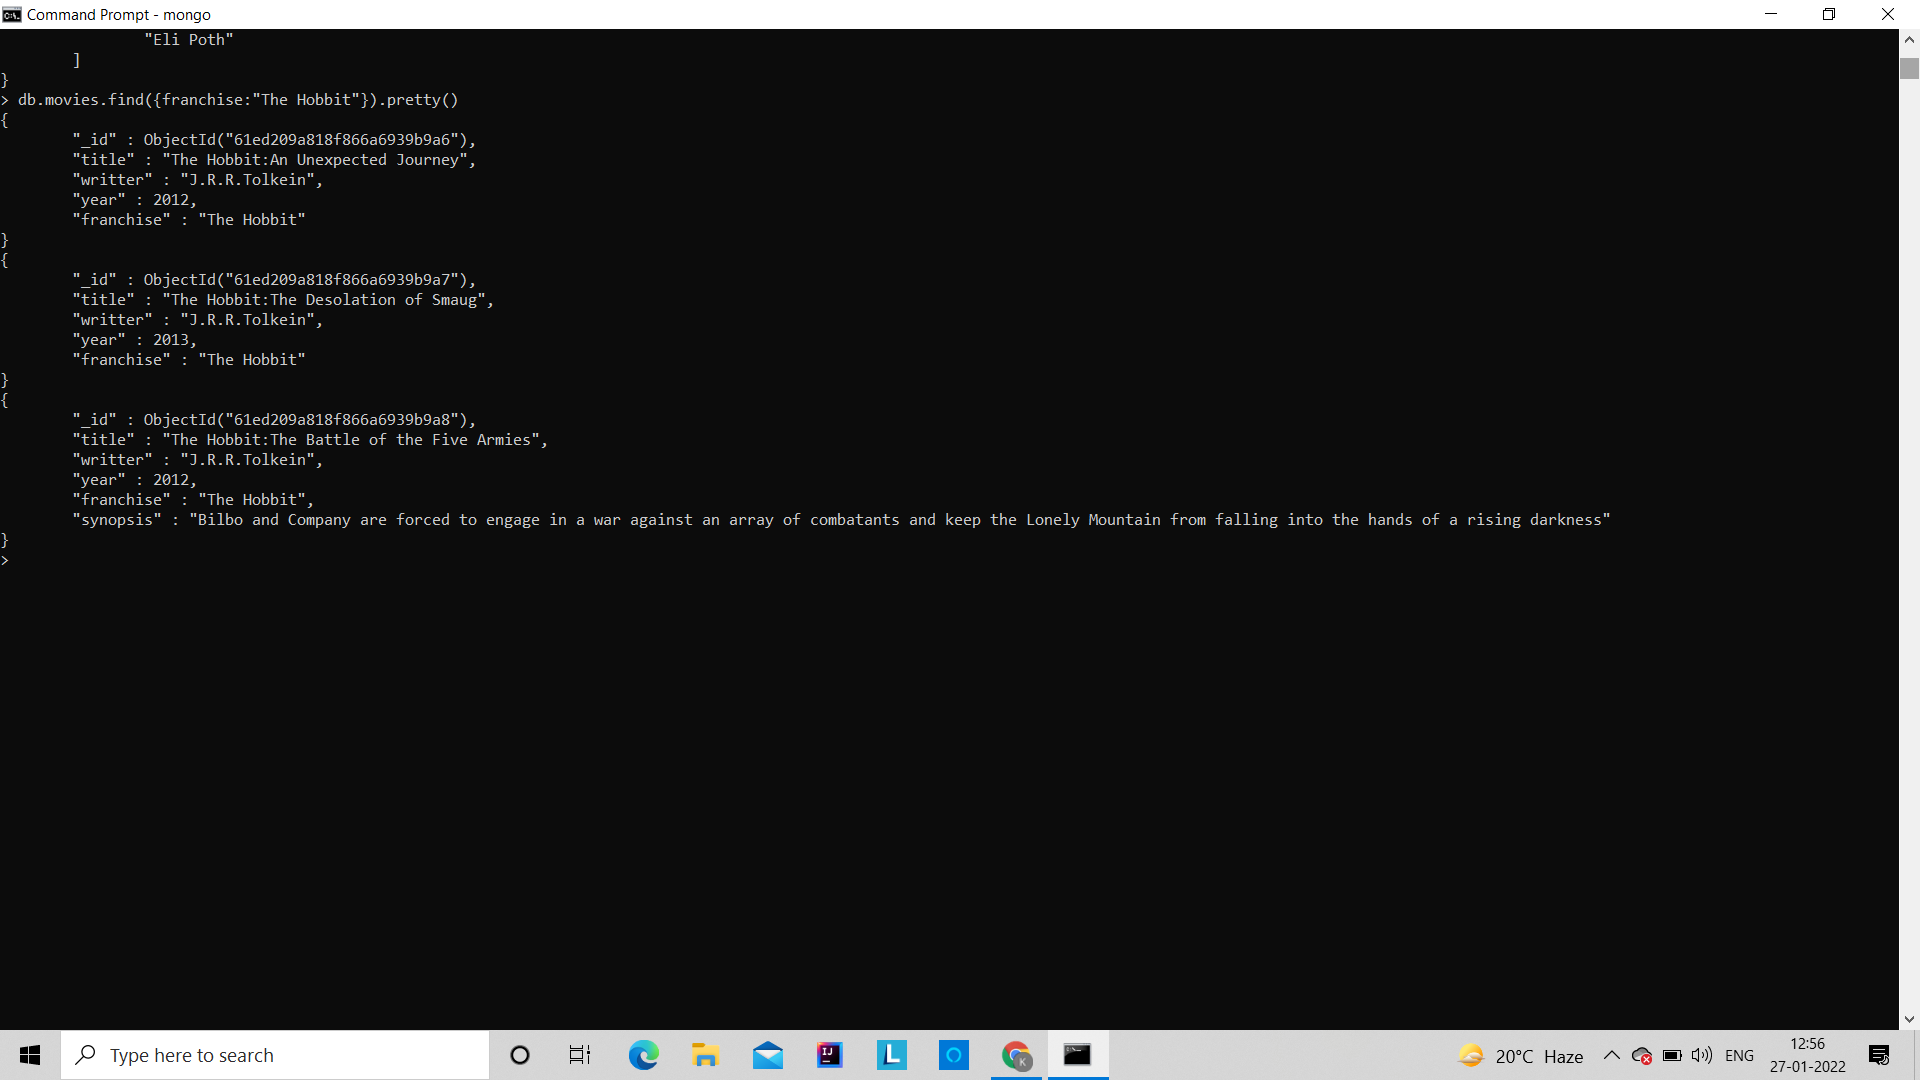 Command Prompt - mongo
"Eli Poth"
]
}
> db.movies.find({franchise:"The Hobbit"}).pretty()
{
"_id" : ObjectId("61ed209a818f866a6939b9a6"),
"title" : "The Hobbit:An Unexpected Journey",
"writter" : "J.R.R.Tolkein",
"year" : 2012,
"franchise" : "The Hobbit"
}
{
"_id" : ObjectId("61ed209a818f866a6939b9a7"),
"title" : "The Hobbit:The Desolation of Smaug",
"writter" : "J.R.R.Tolkein",
"year" : 2013,
"franchise" : "The Hobbit"
}
{
"_id" : ObjectId("61ed209a818f866a6939b9a8"),
"title" : "The Hobbit:The Battle of the Five Armies",
"writter" : "J.R.R.Tolkein",
"year" : 2012,
"franchise" : "The Hobbit",
"synopsis" : "Bilbo and Company are forced to engage in a war against an array of combatants and keep the Lonely Mountain from falling into the hands of a rising darkness"
}
>
Type here to search
IJ
L
K
20°C Haze
ENG
12:56
27-01-2022